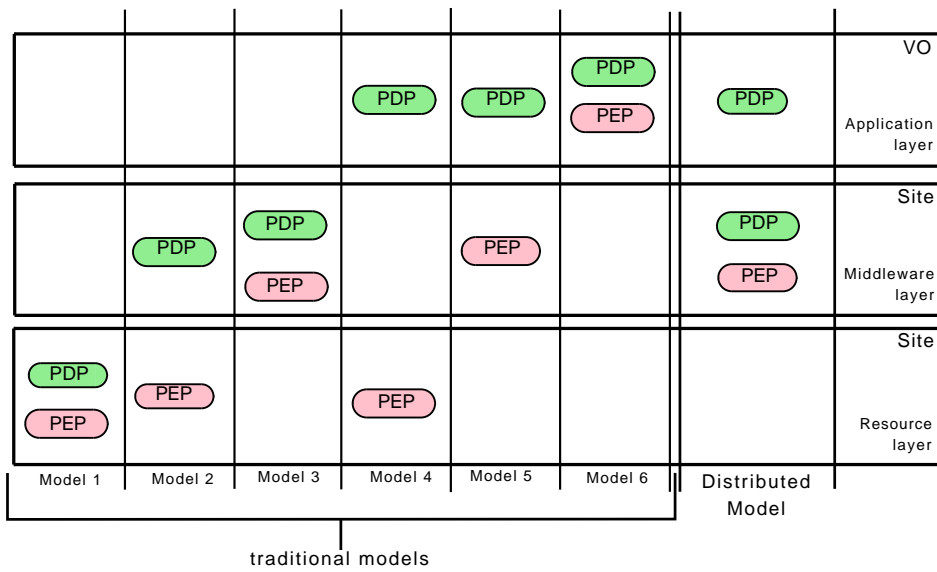 VO
PDP
PDP PDP PDP
PEP
Application
layer
Site
PDP PDP
PDP PEP
PEP PEP
Middleware
layer
Site
PDP
PEP PEP
PEP
Resource
layer
Model 1 Model 2 Model 3 Model 4 Model 5 Model 6 Distributed
Model
traditional models